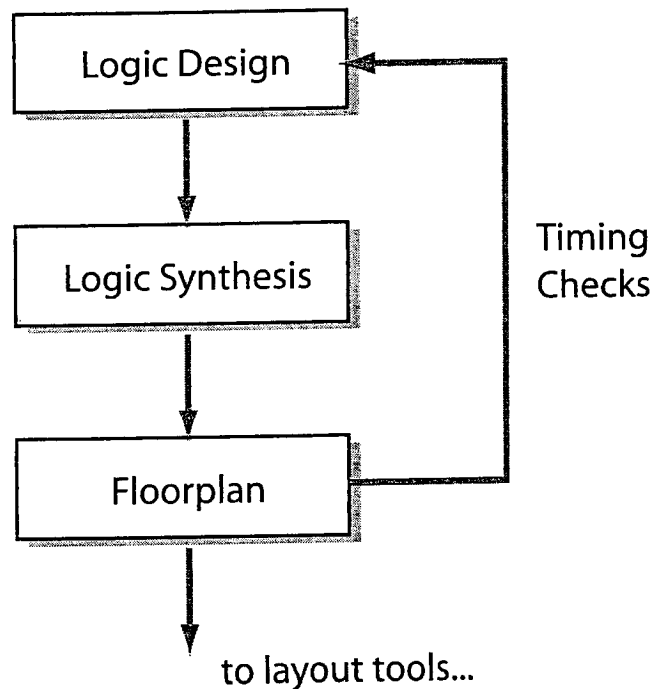 Logic Design
Logic Synthesis
Timing
Checks
Floorplan
to layout tools...